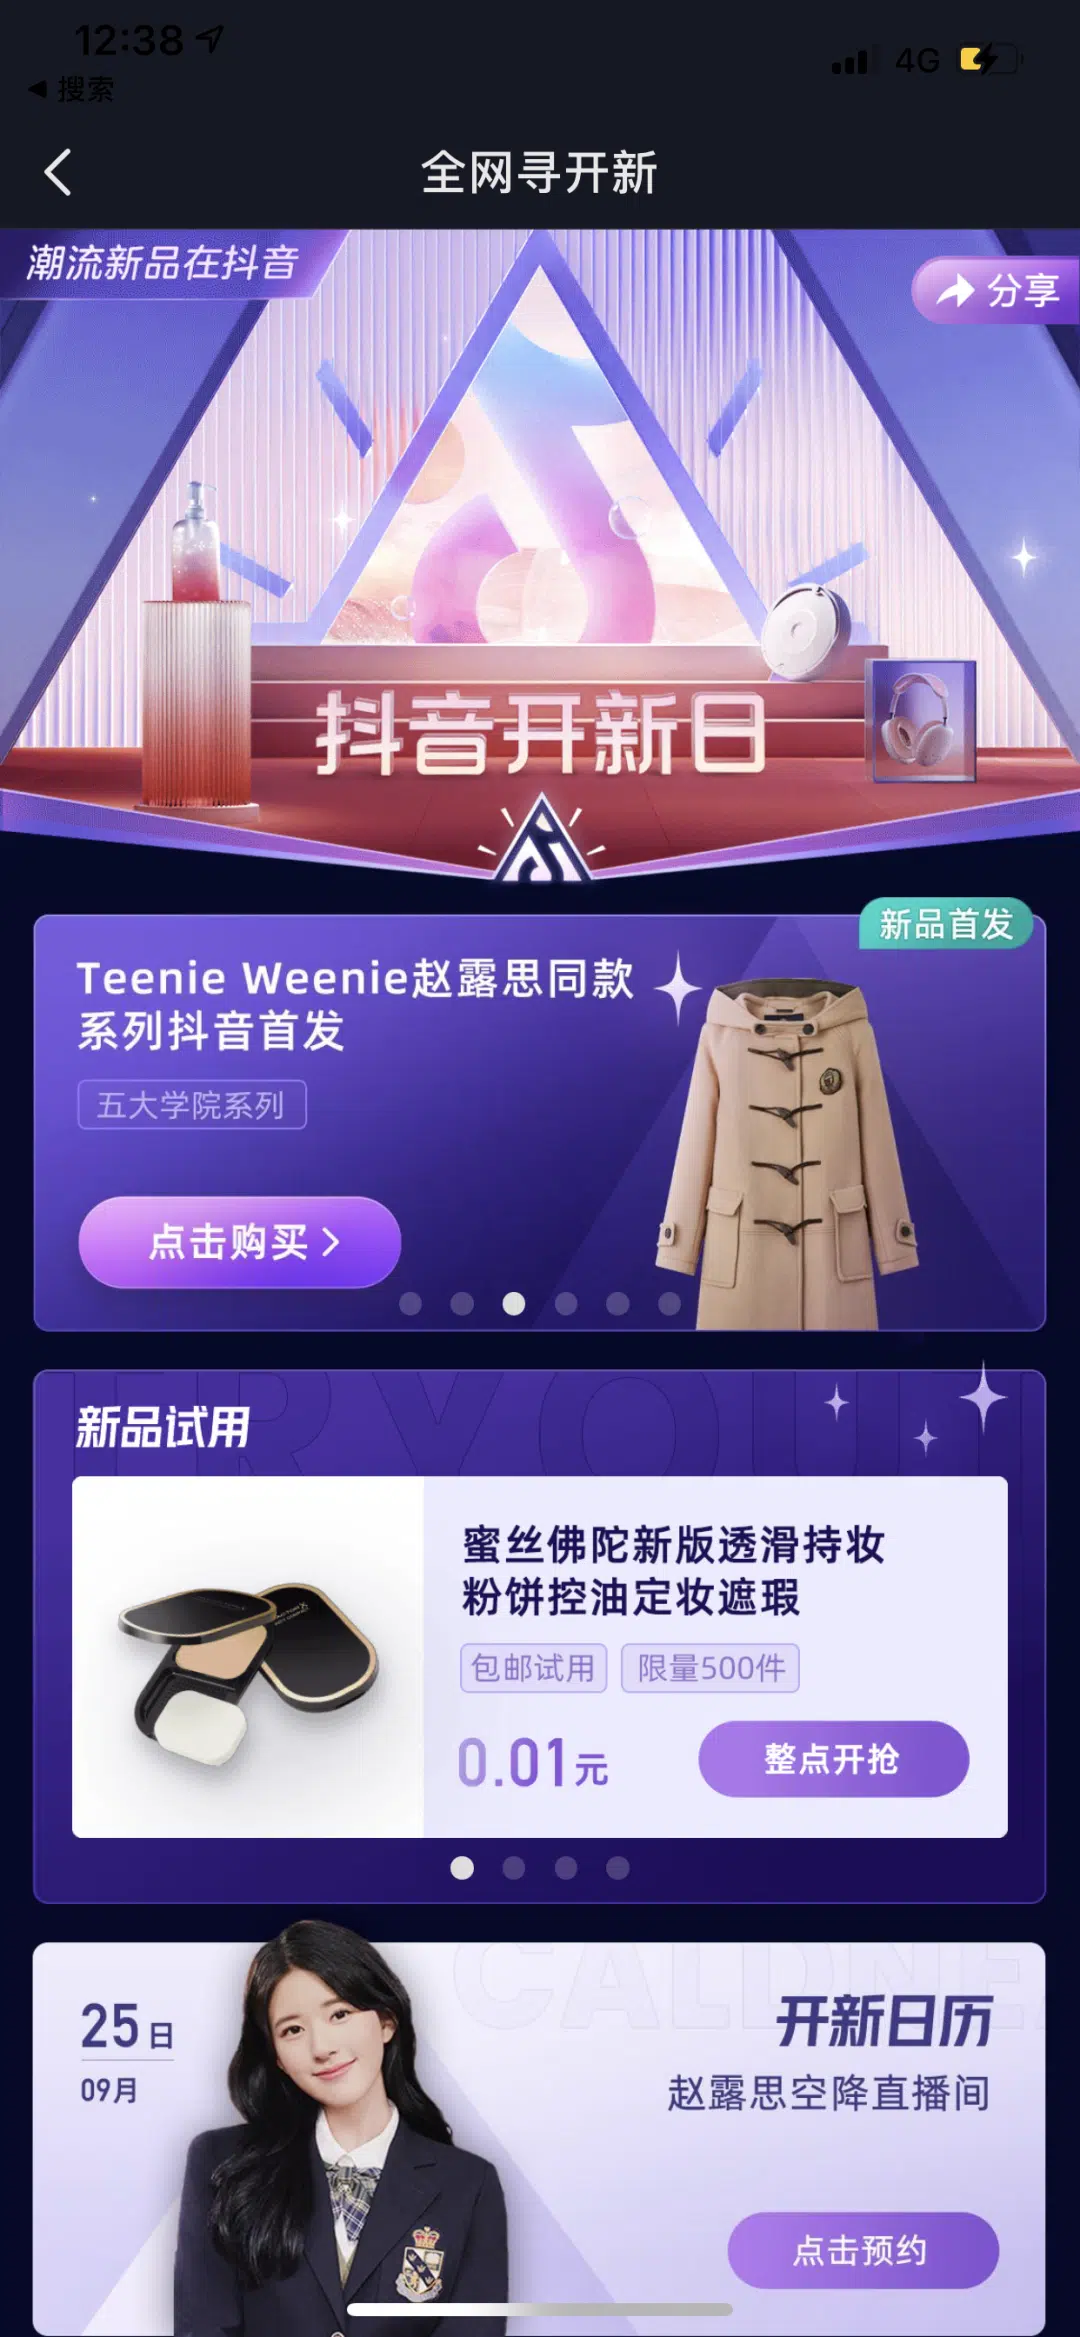 12:38
4G
搜索
全网寻开新
潮流新品在抖音
分享
抖音开新日
新品首发
Teenie Weenie赵露思同款
系列抖音首发
五大学院系列
点击购买
新品试用
蜜丝佛陀新版透滑持妆
粉饼控油定妆遮瑕
包邮试用
限量500件
0.01元
整点开抢
25日
09月
开新日历
赵露思空降直播间
点击预约